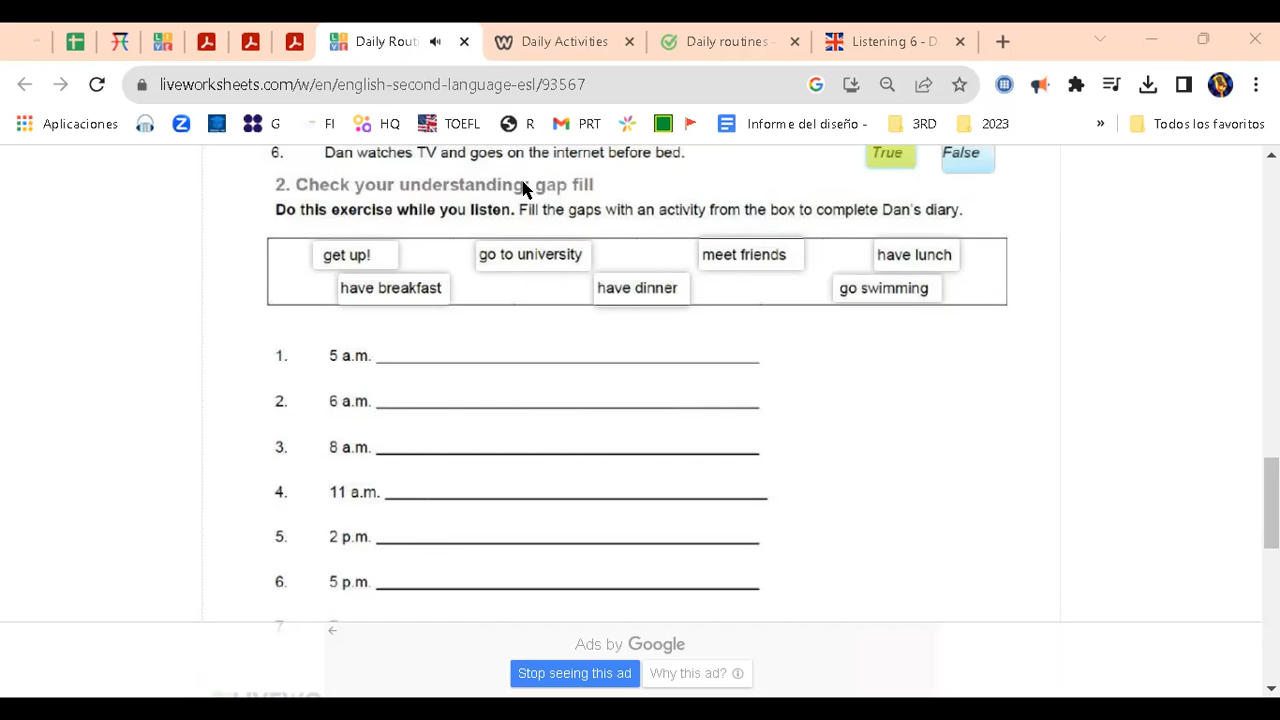 Daily Rout
Daily Activities
Daily routines -
Listening 6 - D
liveworksheets.com/w/en/english-second-language-esl/93567
Aplicaciones G FI HQ TOEFL R PRT Informe del diseño - 3RD 2023 » Todos los favoritos
6. Dan watches TV and goes on the internet before bed. True False
2. Check your understanding: gap fill
Do this exercise while you listen. Fill the gaps with an activity from the box to complete Dan's diary.
get up! go to university meet friends have lunch
have breakfast have dinner go swimming
1. 5 a.m.
2. 6 a.m.
3. 8 a.m.
4. 11 a.m.
5. 2 p.m.
6. 5 p.m.
7.
Ads by Google
Stop seeing this ad Why this ad?
LIVEWO